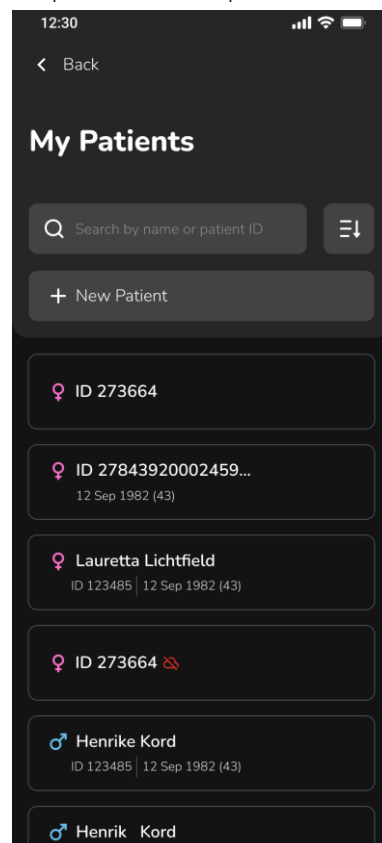 12:30
Back
My Patients
Search by name or patient ID
New Patient
ID 273664
ID 27843920002459...
12 Sep 1982 (43)
Lauretta Lichtfield
ID 123485 | 12 Sep 1982 (43)
ID 273664
Henrike Kord
ID 123485 | 12 Sep 1982 (43)
Henrik Kord